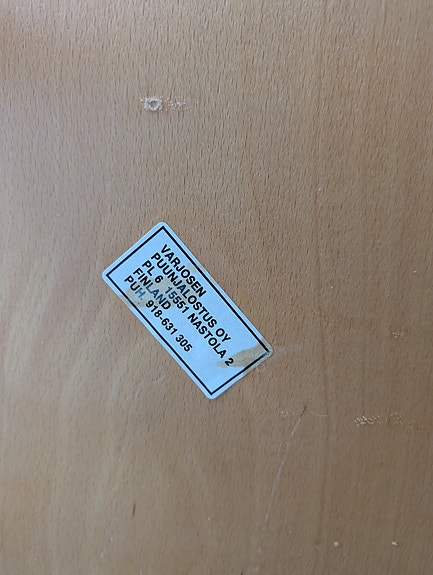 VARJOSEN
PUUNJALOSTUS OY
PL 6 15551 NASTOLA 2
FINLAND
PUH. 918-631 305